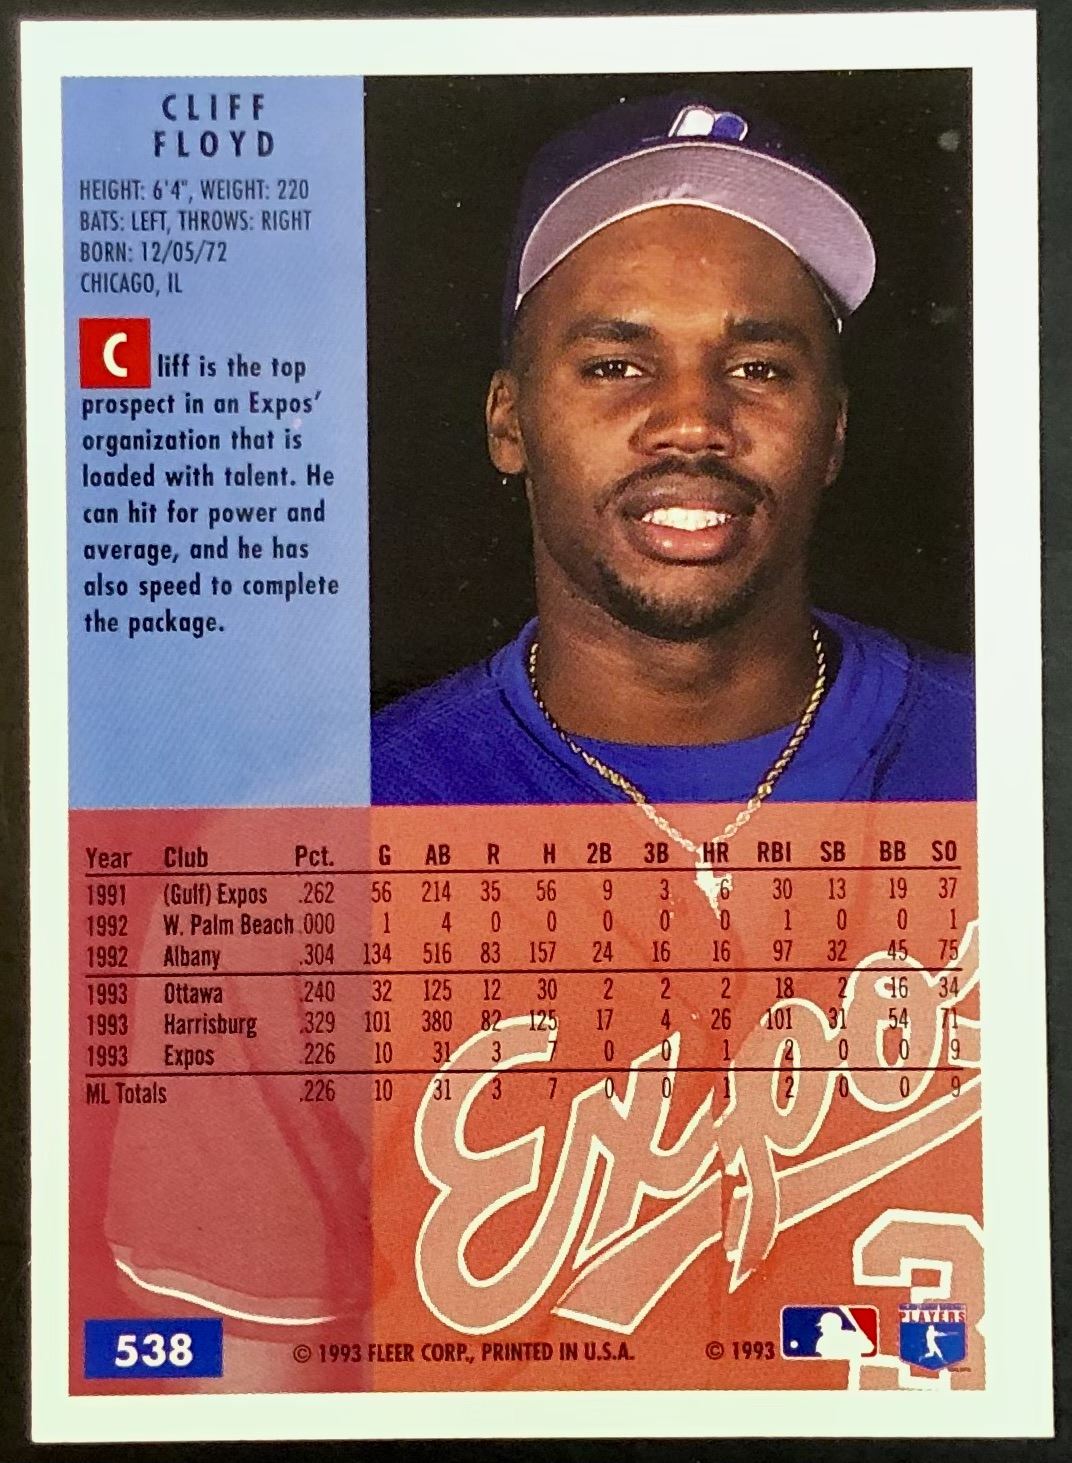 CLIFF
FLOYD
HEIGHT: 6'4", WEIGHT: 220
BATS: LEFT, THROWS: RIGHT
BORN: 12/05/72
CHICAGO, IL
Cliff is the top
prospect in an Expos'
organization that is
loaded with talent. He
can hit for power and
average, and he has
also speed to complete
the package.
Year Club Pct. G AB R H 2B 3B HR RBI SB BB SO
1991 (Gulf) Expos .262 56 214 35 56 9 3 6 30 13 19 37
1992 W. Palm Beach .000 1 4 0 0 0 0 0 1 0 0 1
1992 Albany .304 134 516 83 157 24 16 16 97 32 45 75
1993 Ottawa .240 32 125 12 30 2 2 2 18 2 16 34
1993 Harrisburg .329 101 380 82 125 17 4 26 101 31 54 71
1993 Expos .226 10 31 3 7 0 0 1 2 0 0 9
ML Totals .226 10 31 3 7 0 0 1 2 0 0 9
Expos
3
538
© 1993 FLEER CORP., PRINTED IN U.S.A.
© 1993
PLAYERS